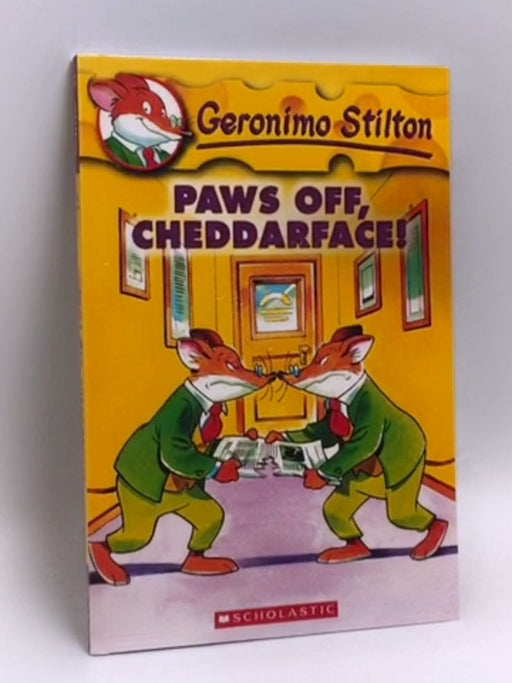 Geronimo Stilton
PAWS OFF,
CHEDDARFACE!
SCHOLASTIC